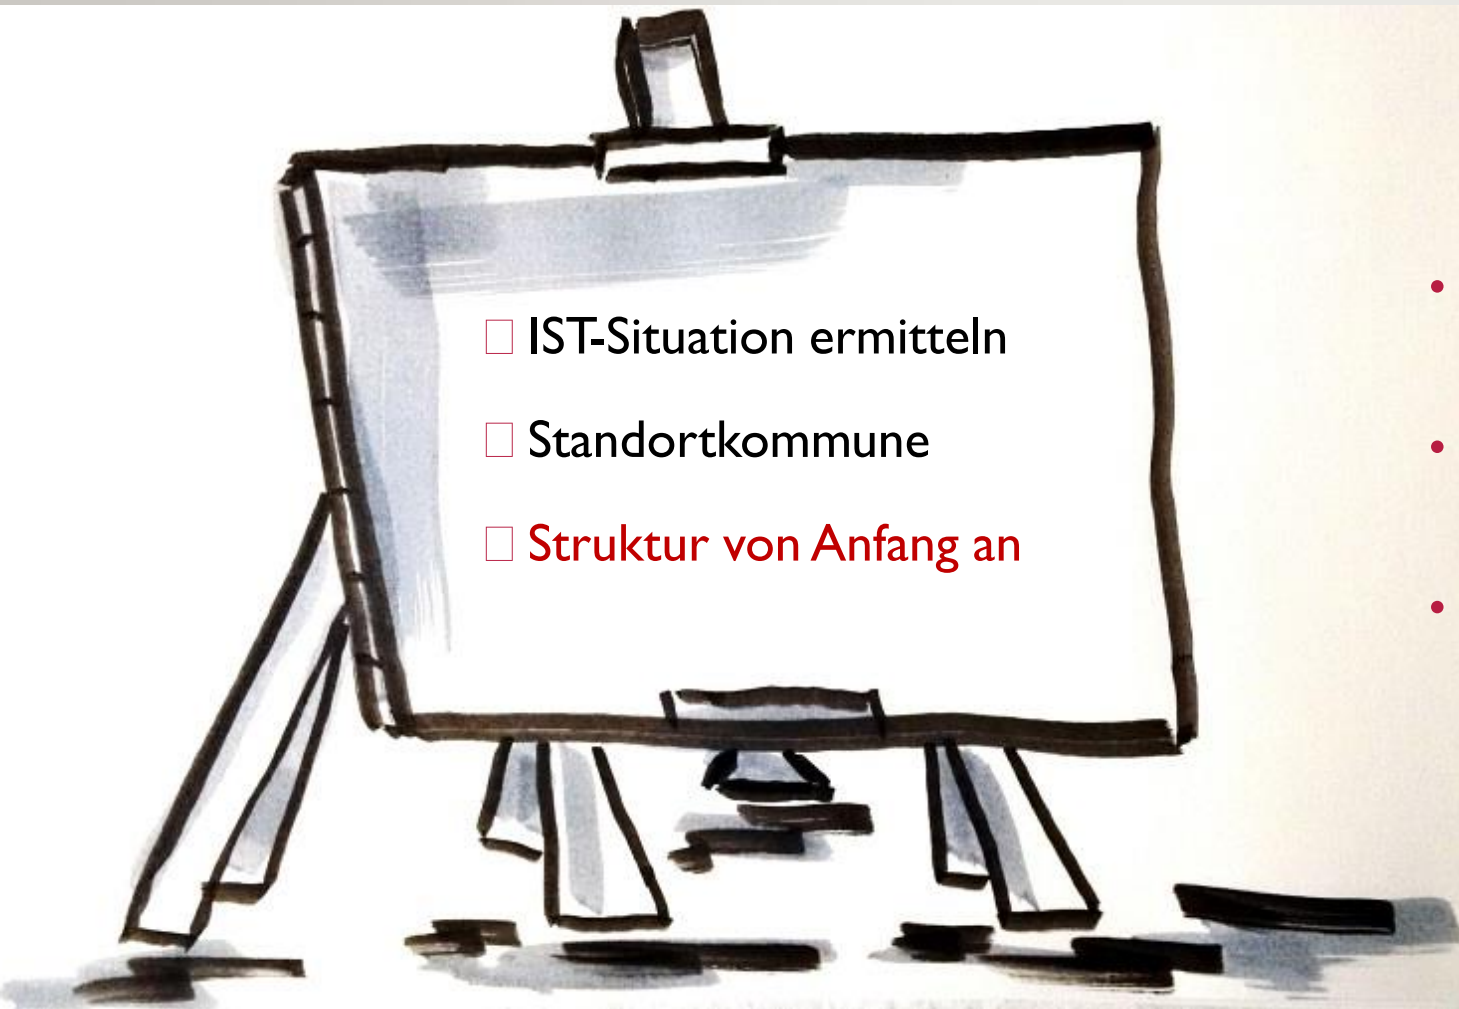 □ IST-Situation ermitteln
□ Standortkommune
□ Struktur von Anfang an